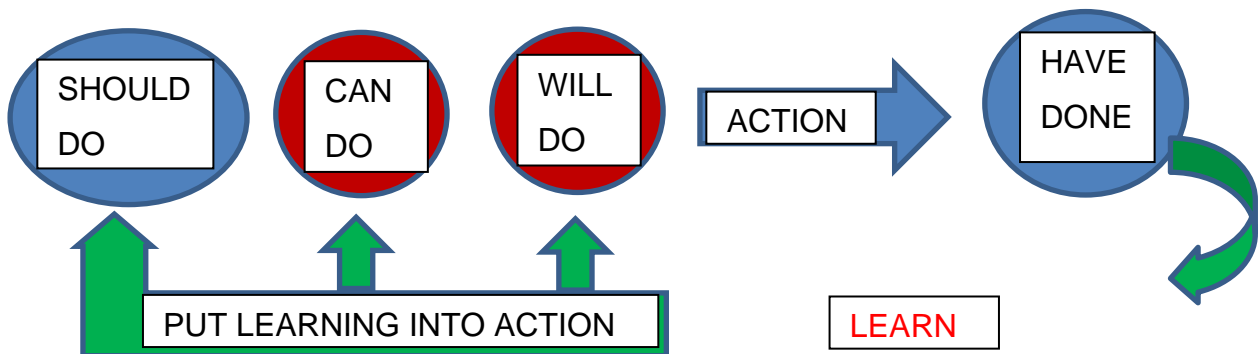 SHOULD
DO
CAN
DO
WILL
DO
ACTION
HAVE
DONE
PUT LEARNING INTO ACTION
LEARN